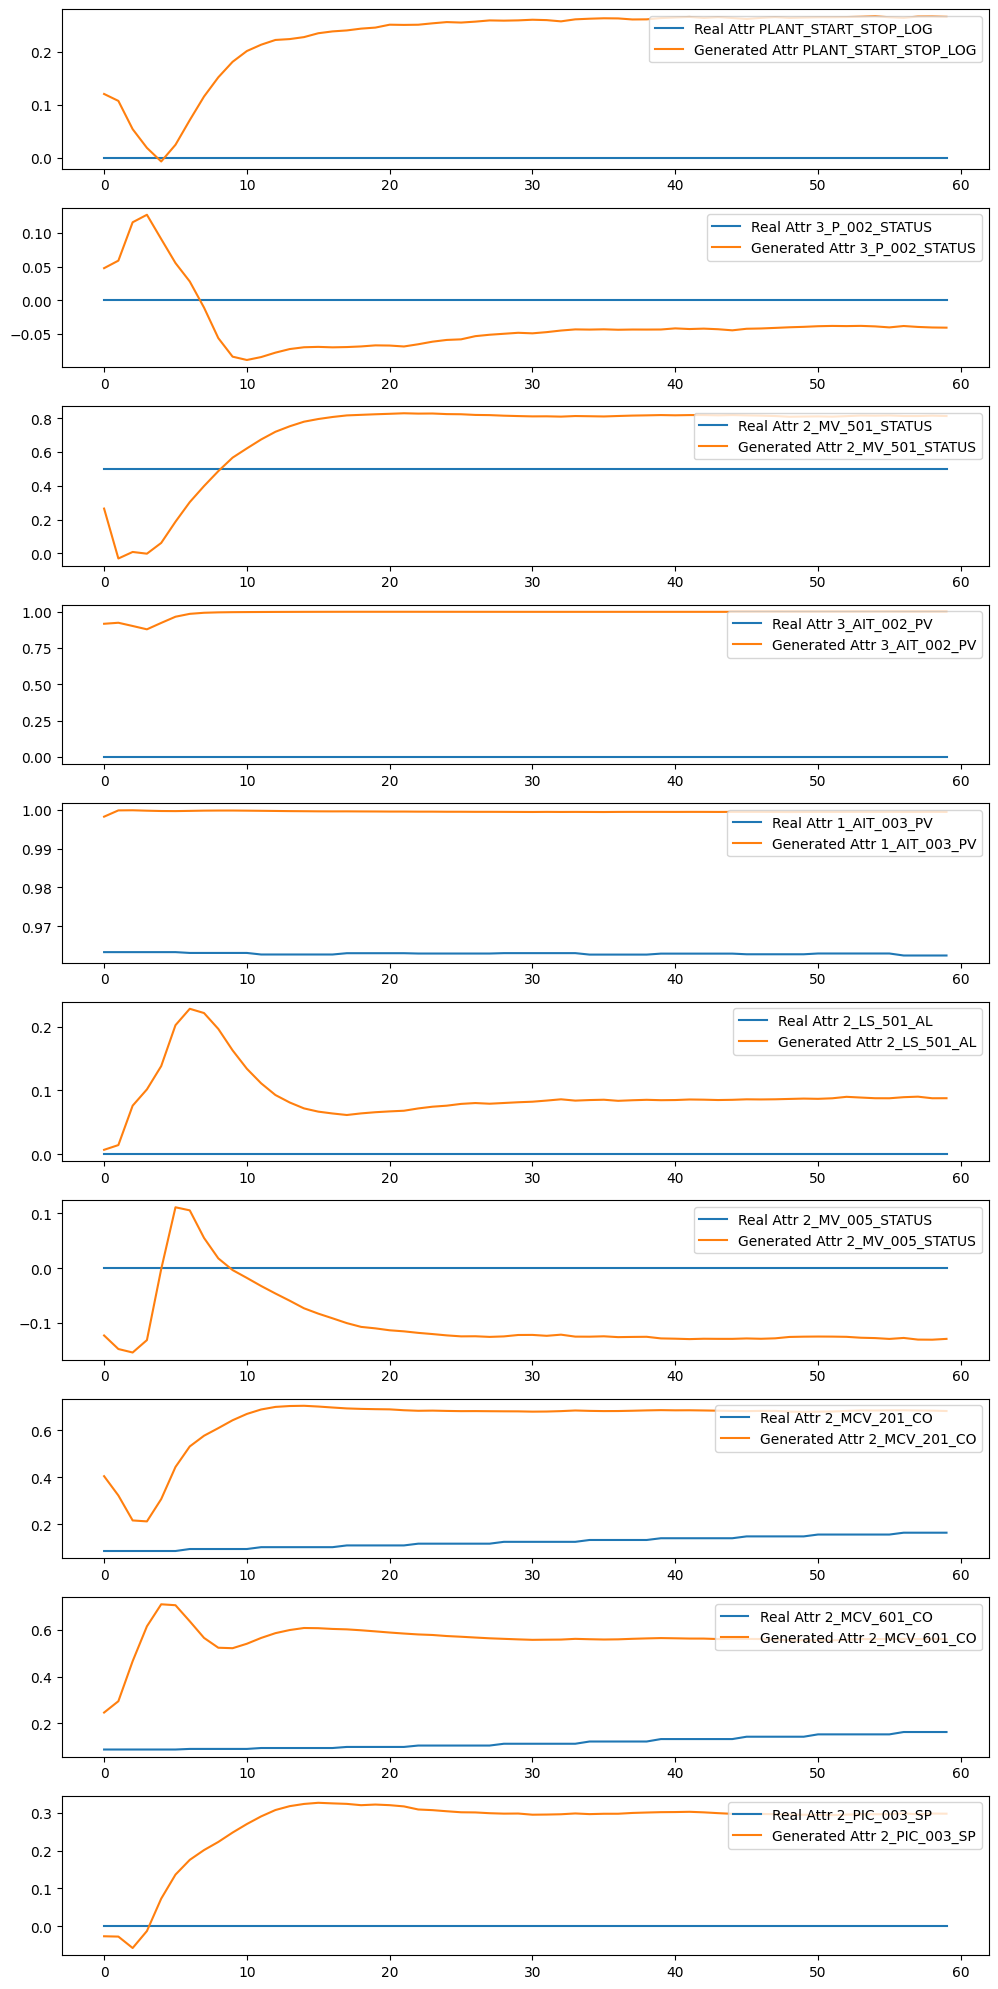 Real Attr PLANT_START_STOP_LOG
Generated Attr PLANT_START_STOP_LOG
0.2
0.1
0.0
0 10 20 30 40 50 60
Real Attr 3_P_002_STATUS
Generated Attr 3_P_002_STATUS
0.10
0.05
0.00
−0.05
0 10 20 30 40 50 60
Real Attr 2_MV_501_STATUS
Generated Attr 2_MV_501_STATUS
0.8
0.6
0.4
0.2
0.0
0 10 20 30 40 50 60
Real Attr 3_AIT_002_PV
Generated Attr 3_AIT_002_PV
1.00
0.75
0.50
0.25
0.00
0 10 20 30 40 50 60
Real Attr 1_AIT_003_PV
Generated Attr 1_AIT_003_PV
1.00
0.99
0.98
0.97
0 10 20 30 40 50 60
Real Attr 2_LS_501_AL
Generated Attr 2_LS_501_AL
0.2
0.1
0.0
0 10 20 30 40 50 60
Real Attr 2_MV_005_STATUS
Generated Attr 2_MV_005_STATUS
0.1
0.0
−0.1
0 10 20 30 40 50 60
Real Attr 2_MCV_201_CO
Generated Attr 2_MCV_201_CO
0.6
0.4
0.2
0 10 20 30 40 50 60
Real Attr 2_MCV_601_CO
Generated Attr 2_MCV_601_CO
0.6
0.4
0.2
0 10 20 30 40 50 60
Real Attr 2_PIC_003_SP
Generated Attr 2_PIC_003_SP
0.3
0.2
0.1
0.0
0 10 20 30 40 50 60